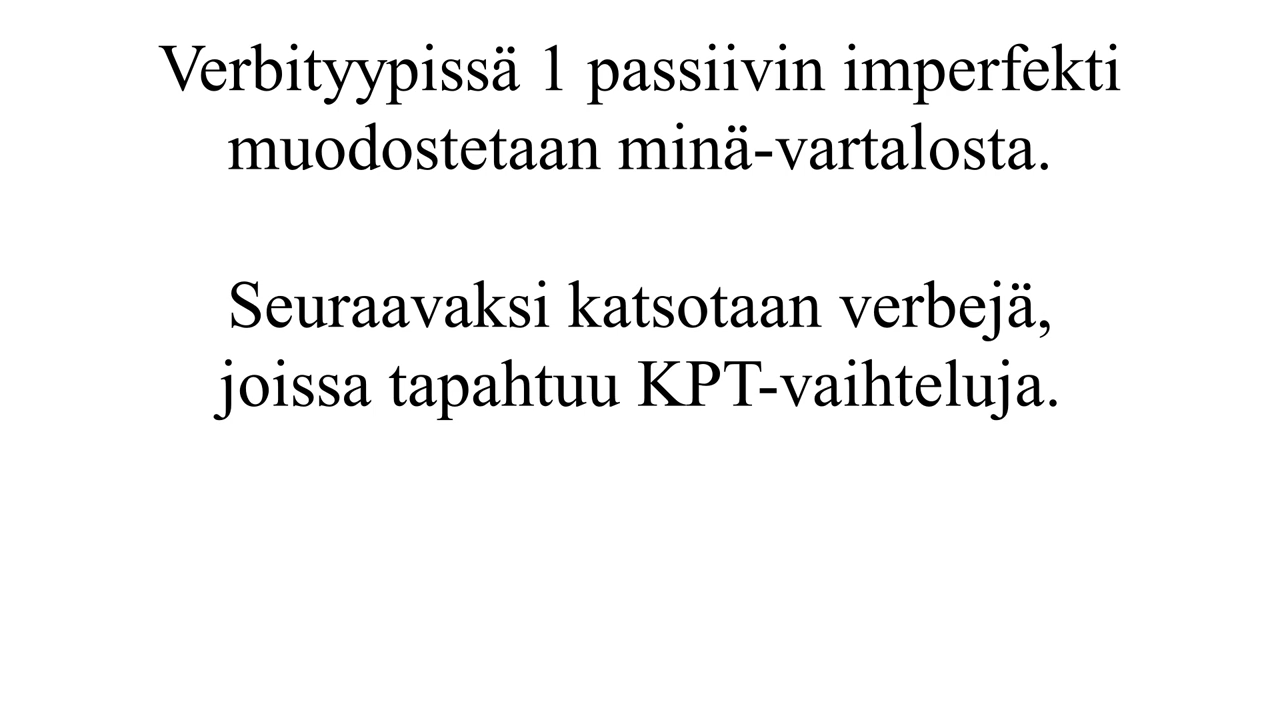 Verbityypissä 1 passiivin imperfekti
muodostetaan minä-vartalosta.
Seuraavaksi katsotaan verbejä,
joissa tapahtuu KPT-vaihteluja.